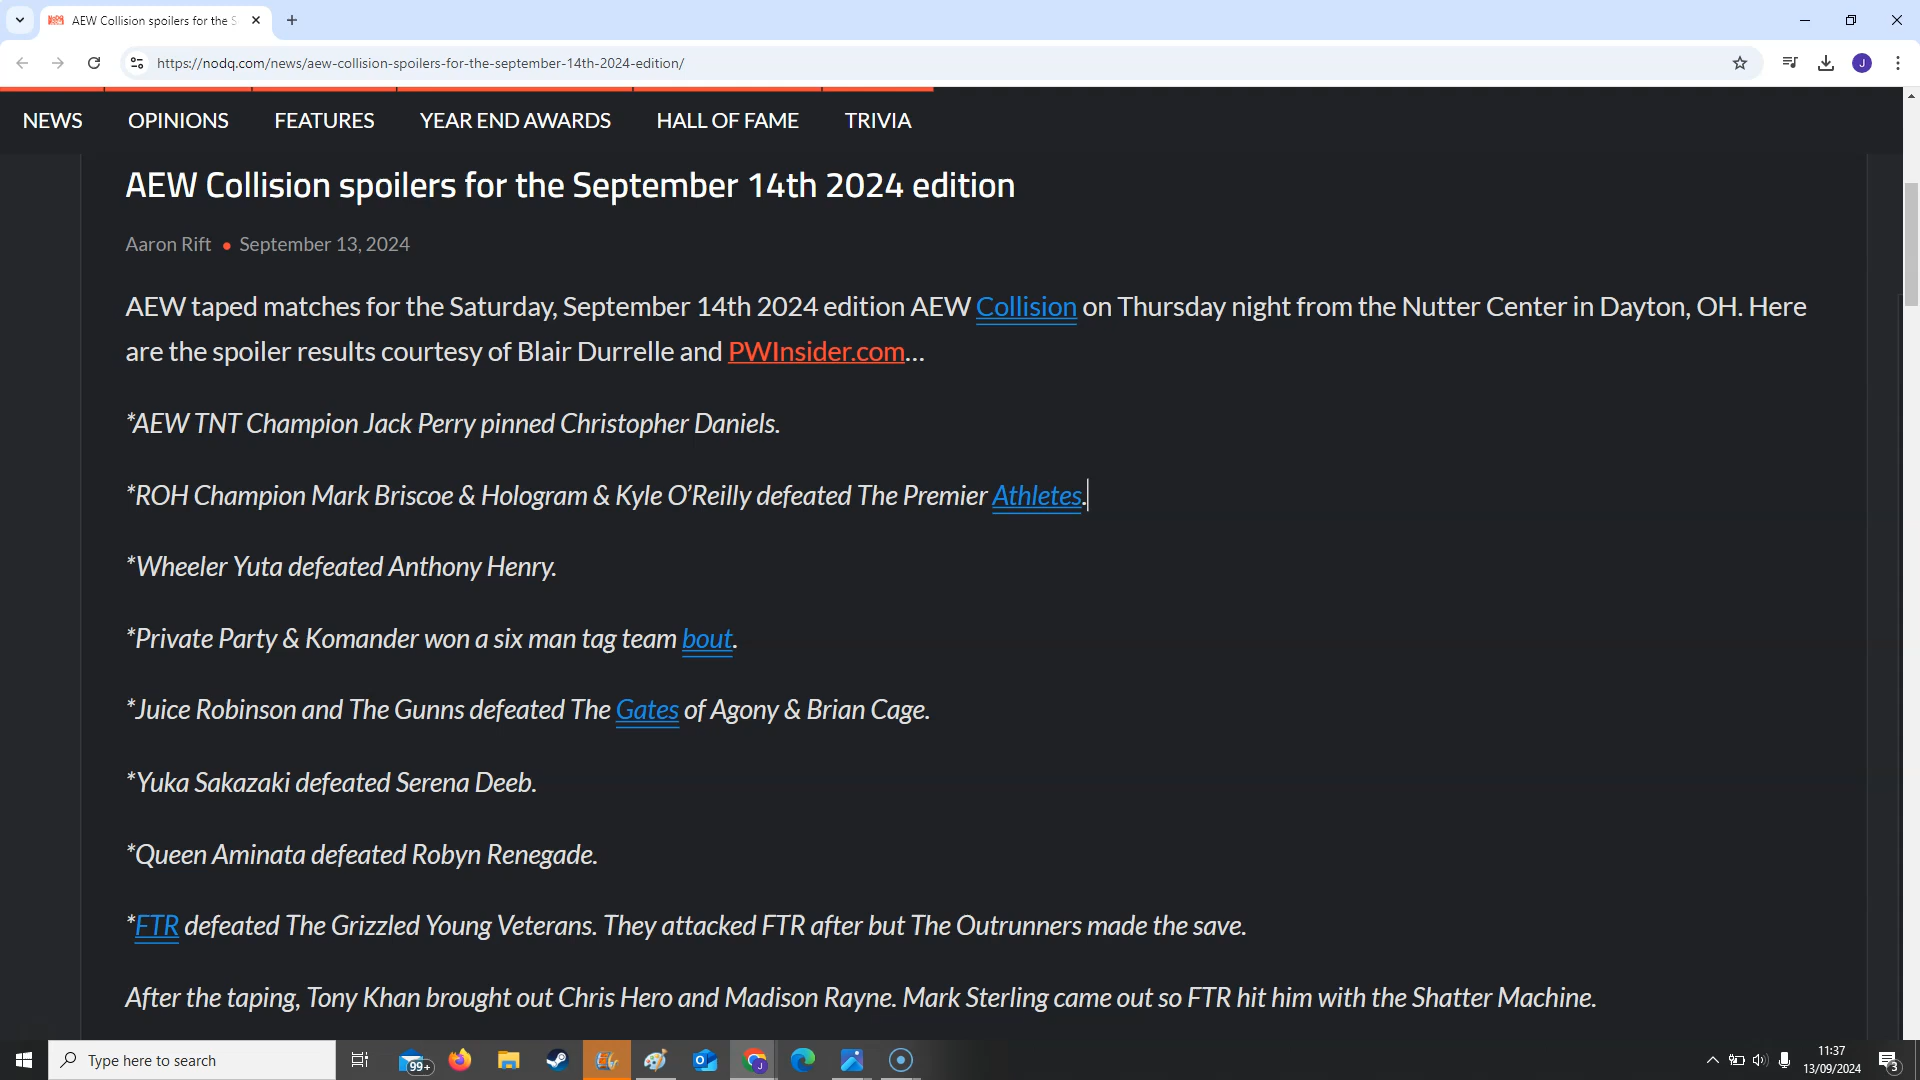 AEW Collision spoilers for the S
https://nodq.com/news/aew-collision-spoilers-for-the-september-14th-2024-edition/
J
NEWS OPINIONS FEATURES YEAR END AWARDS HALL OF FAME TRIVIA
AEW Collision spoilers for the September 14th 2024 edition
Aaron Rift • September 13, 2024
AEW taped matches for the Saturday, September 14th 2024 edition AEW Collision on Thursday night from the Nutter Center in Dayton, OH. Here
are the spoiler results courtesy of Blair Durrelle and PWInsider.com…
*AEW TNT Champion Jack Perry pinned Christopher Daniels.
*ROH Champion Mark Briscoe & Hologram & Kyle O’Reilly defeated The Premier Athletes.
*Wheeler Yuta defeated Anthony Henry.
*Private Party & Komander won a six man tag team bout.
*Juice Robinson and The Gunns defeated The Gates of Agony & Brian Cage.
*Yuka Sakazaki defeated Serena Deeb.
*Queen Aminata defeated Robyn Renegade.
*FTR defeated The Grizzled Young Veterans. They attacked FTR after but The Outrunners made the save.
After the taping, Tony Khan brought out Chris Hero and Madison Rayne. Mark Sterling came out so FTR hit him with the Shatter Machine.
Type here to search
99+
J
11:37
13/09/2024
3